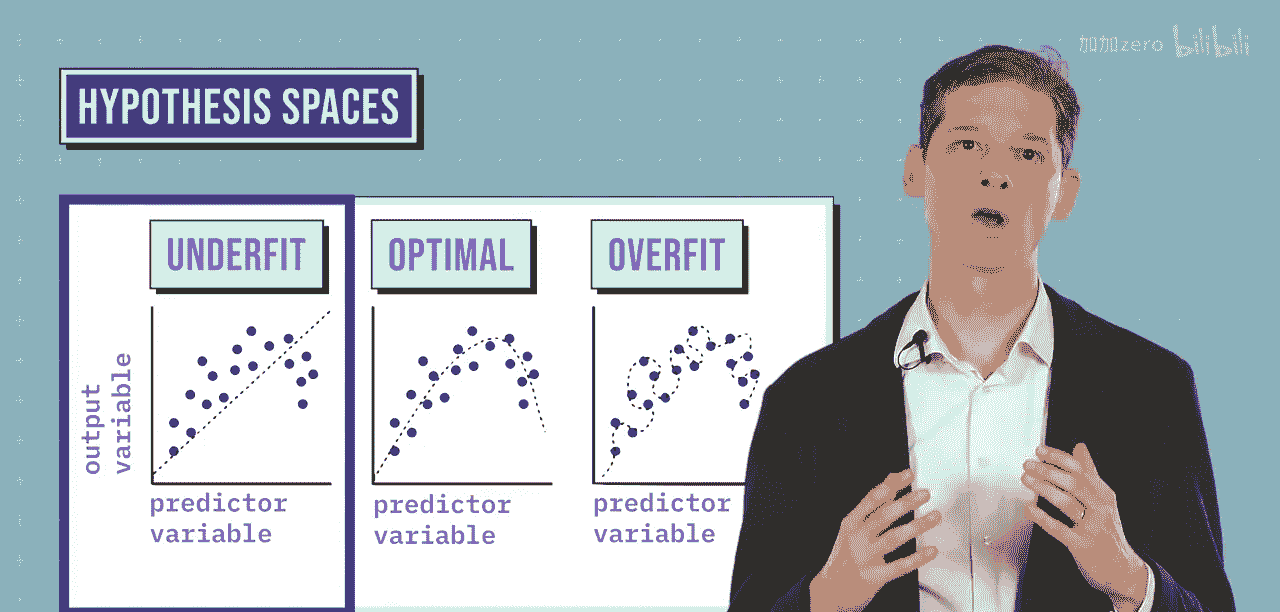 加加zero bilibili
HYPOTHESIS SPACES
UNDERFIT
OPTIMAL
OVERFIT
output
variable
predictor
variable
predictor
variable
predictor
variable